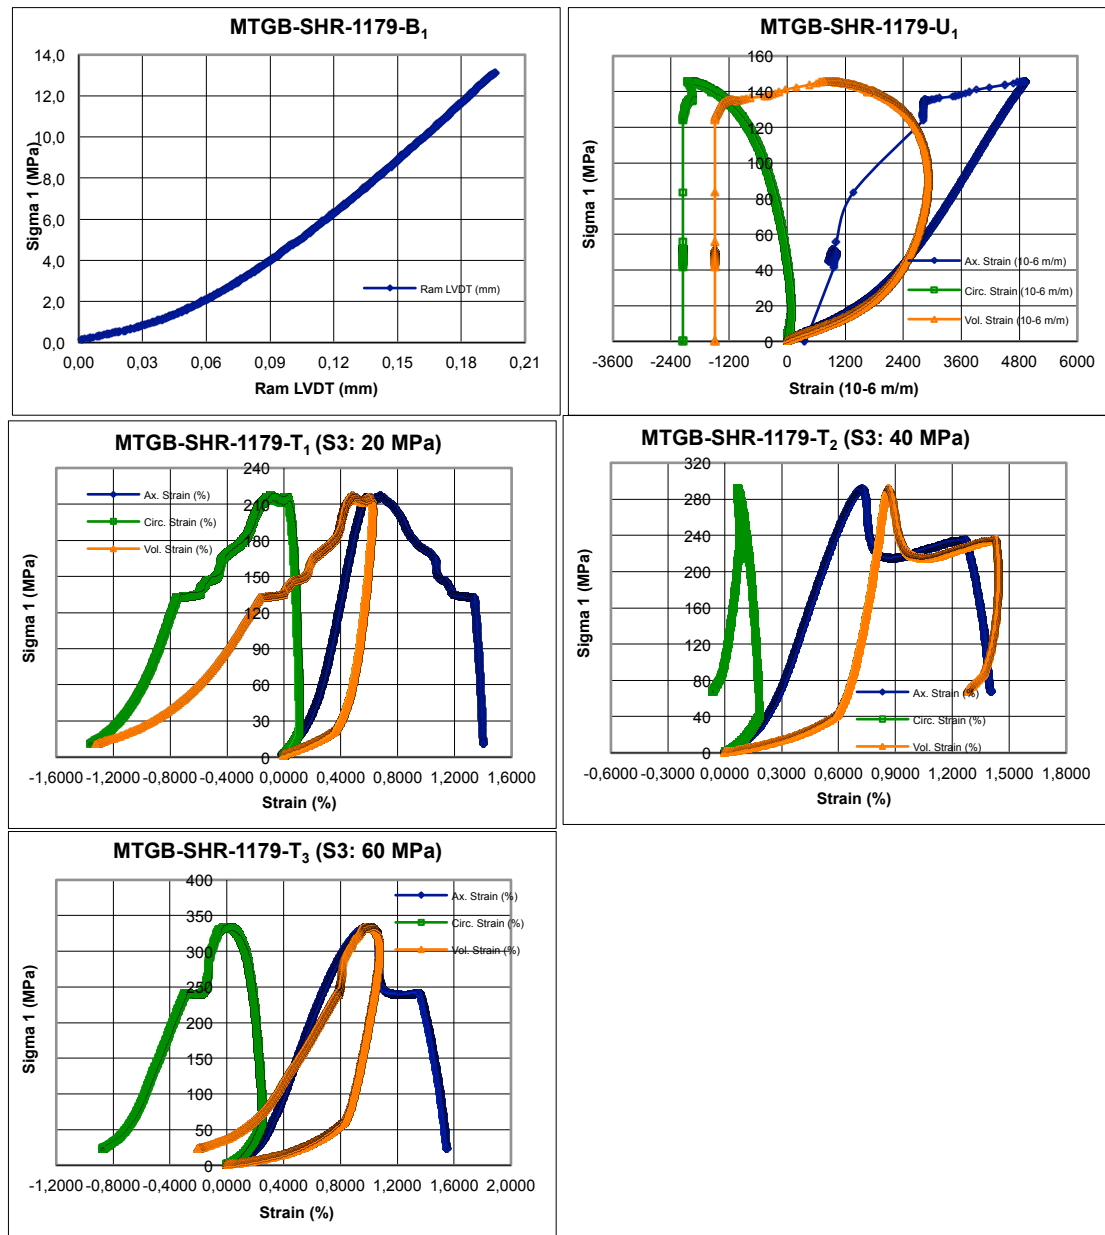 MTGB-SHR-1179-B1
14,0
12,0
10,0
8,0
6,0
4,0
2,0
0,0
Sigma 1 (MPa)
Ram LVDT (mm)
0,00 0,03 0,06 0,09 0,12 0,15 0,18 0,21
Ram LVDT (mm)
MTGB-SHR-1179-U1
160
140
120
100
80
60
40
20
0
Sigma 1 (MPa)
Ax. Strain (10-6 m/m)
Circ. Strain (10-6 m/m)
Vol. Strain (10-6 m/m)
-3600 -2400 -1200 0 1200 2400 3600 4800 6000
Strain (10-6 m/m)
MTGB-SHR-1179-T1 (S3: 20 MPa)
240
210
180
150
120
90
60
30
0
Sigma 1 (MPa)
Ax. Strain (%)
Circ. Strain (%)
Vol. Strain (%)
-1,6000 -1,2000 -0,8000 -0,4000 0,0000 0,4000 0,8000 1,2000 1,6000
Strain (%)
MTGB-SHR-1179-T2 (S3: 40 MPa)
320
280
240
200
160
120
80
40
0
Sigma 1 (MPa)
Ax. Strain (%)
Circ. Strain (%)
Vol. Strain (%)
-0,6000 -0,3000 0,0000 0,3000 0,6000 0,9000 1,2000 1,5000 1,8000
Strain (%)
MTGB-SHR-1179-T3 (S3: 60 MPa)
400
350
300
250
200
150
100
50
0
Sigma 1 (MPa)
Ax. Strain (%)
Circ. Strain (%)
Vol. Strain (%)
-1,2000 -0,8000 -0,4000 0,0000 0,4000 0,8000 1,2000 1,6000 2,0000
Strain (%)